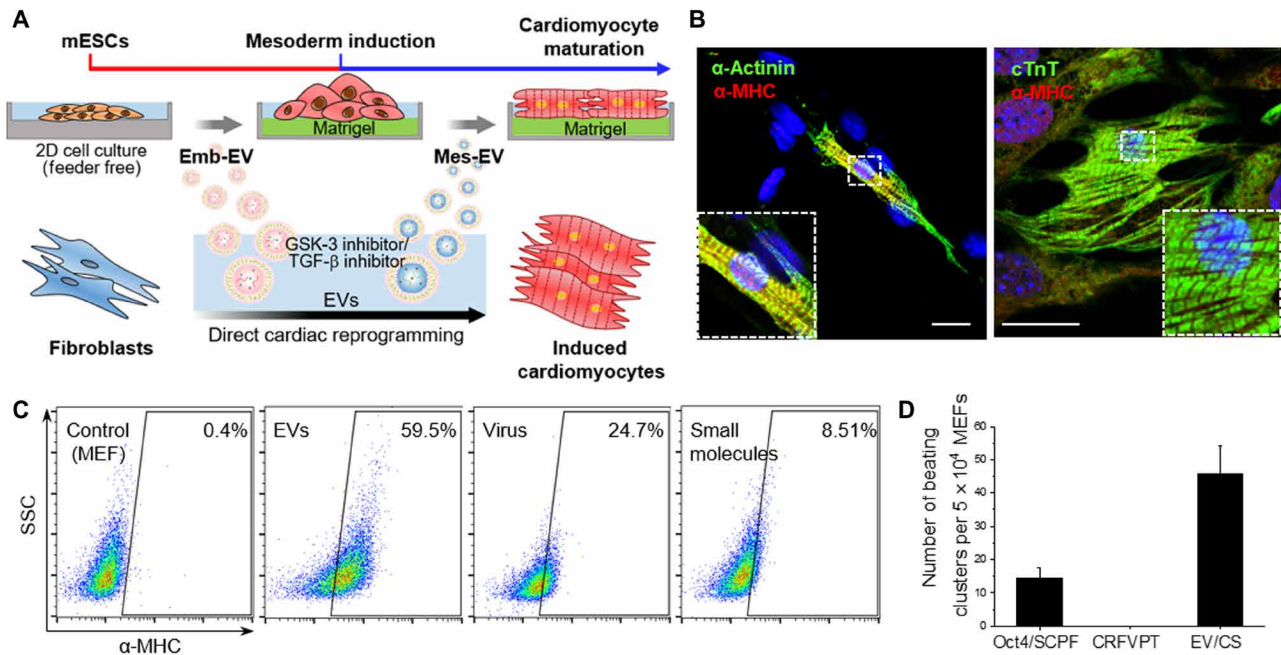 A
mESCs
Mesoderm induction
Cardiomyocyte
maturation
Matrigel
Matrigel
2D cell culture
(feeder free)
Emb-EV
Mes-EV
GSK-3 inhibitor/
TGF-β inhibitor
EVs
Direct cardiac reprogramming
Fibroblasts
Induced
cardiomyocytes
B
α-Actinin
α-MHC
cTnT
α-MHC
C
Control
(MEF)
0.4%
EVs
59.5%
Virus
24.7%
Small
molecules
8.51%
SSC
α-MHC
D
Number of beating
clusters per 5 × 10⁴ MEFs
60
50
40
30
20
10
0
Oct4/SCPF
CRFVPT
EV/CS